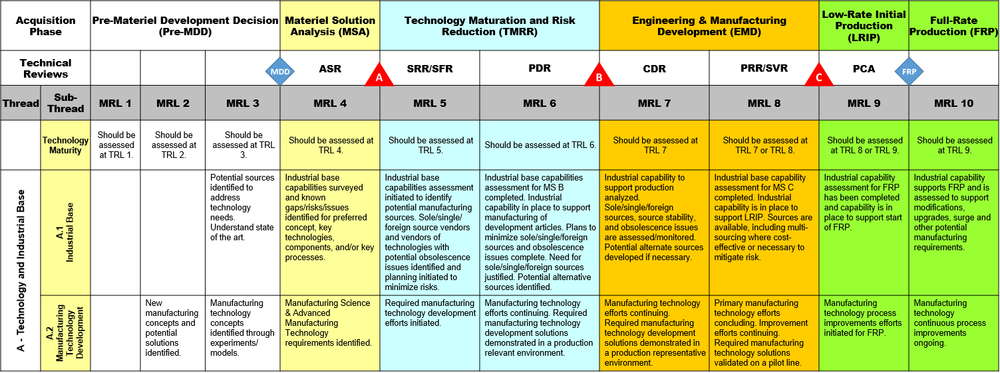 Acquisition
Phase
Pre-Materiel Development Decision
(Pre-MDD)
Materiel Solution
Analysis (MSA)
Technology Maturation and Risk
Reduction (TMRR)
Engineering & Manufacturing
Development (EMD)
Low-Rate Initial
Production
(LRIP)
Full-Rate
Production (FRP)
Technical
Reviews
MDD
ASR
A
SRR/SFR
PDR
B
CDR
PRR/SVR
C
PCA
FRP
Thread
Sub-
Thread
MRL 1
MRL 2
MRL 3
MRL 4
MRL 5
MRL 6
MRL 7
MRL 8
MRL 9
MRL 10
Technology
Maturity
Should be
assessed
at TRL 1.
Should be
assessed at
TRL 2.
Should be
assessed at TRL
3.
Should be assessed at
TRL 4.
Should be assessed at
TRL 5.
Should be assessed at TRL 6.
Should be assessed at
TRL 7
Should be assessed at
TRL 7 or TRL 8.
Should be assessed
at TRL 8 or TRL 9.
Should be assessed
at TRL 9.
A - Technology and Industrial Base
A.1
Industrial Base
Potential sources
identified to
address
technology
needs.
Understand state
of the art.
Industrial base
capabilities surveyed
and known
gaps/risks/issues
identified for preferred
concept, key
technologies,
components, and/or key
processes.
Industrial base
capabilities assessment
initiated to identify
potential manufacturing
sources. Sole/single/
foreign source vendors
and vendors of
technologies with
potential obsolescence
issues identified and
planning initiated to
minimize risks.
Industrial base capabilities
assessment for MS B
completed. Industrial
capability in place to support
manufacturing of
development articles. Plans to
minimize sole/single/foreign
sources and obsolescence
issues complete. Need for
sole/single/foreign sources
justified. Potential alternative
sources identified.
Industrial capability to
support production
analyzed.
Sole/single/foreign
sources, source stability,
and obsolescence issues
are assessed/monitored.
Potential alternate sources
developed if necessary.
Industrial base capability
assessment for MS C
completed. Industrial
capability is in place to
support LRIP. Sources are
available, including multi-
sourcing where cost-
effective or necessary to
mitigate risk.
Industrial capability
assessment for FRP
has been completed
and capability is in
place to support start
of FRP.
Industrial capability
supports FRP and is
assessed to support
modifications,
upgrades, surge and
other potential
manufacturing
requirements.
A.2
Manufacturing
Technology
Development
New
manufacturing
concepts and
potential
solutions
identified.
Manufacturing
technology
concepts
identified through
experiments/
models.
Manufacturing Science
& Advanced
Manufacturing
Technology
requirements identified.
Required manufacturing
technology development
efforts initiated.
Manufacturing technology
efforts continuing. Required
manufacturing technology
development solutions
demonstrated in a production
relevant environment.
Manufacturing technology
efforts continuing.
Required manufacturing
technology development
solutions demonstrated in
a production representative
environment.
Primary manufacturing
technology efforts
concluding. Improvement
efforts continuing.
Required manufacturing
technology solutions
validated on a pilot line.
Manufacturing
technology process
improvements efforts
initiated for FRP.
Manufacturing
technology
continuous process
improvements
ongoing.